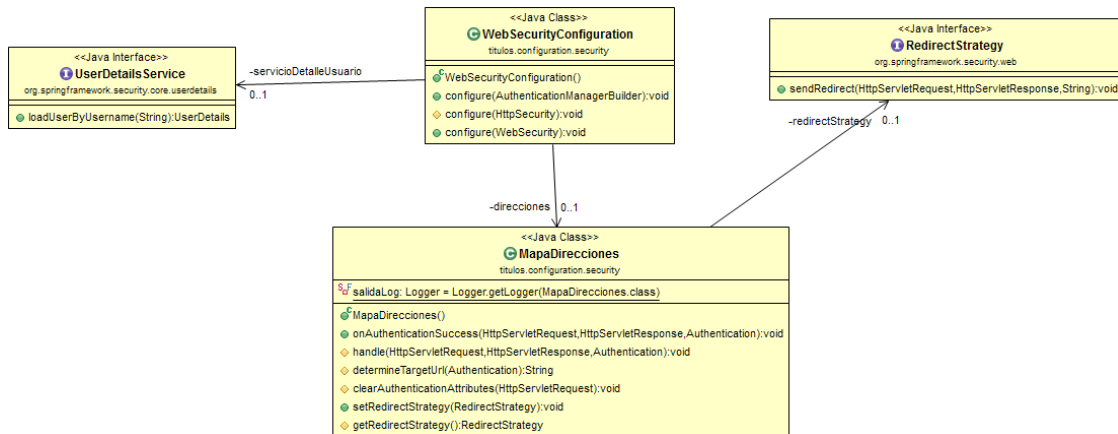 <<Java Interface>>
UserDetailsService
org.springframework.security.core.userdetails
loadUserByUsername(String):UserDetails
-servicioDetalleUsuario
0..1
<<Java Class>>
WebSecurityConfiguration
titulos.configuration.security
WebSecurityConfiguration()
configure(AuthenticationManagerBuilder):void
configure(HttpSecurity):void
configure(WebSecurity):void
<<Java Interface>>
RedirectStrategy
org.springframework.security.web
sendRedirect(HttpServletRequest,HttpServletResponse,String):void
-redirectStrategy 0..1
-direcciones 0..1
<<Java Class>>
MapaDirecciones
titulos.configuration.security
salidaLog: Logger = Logger.getLogger(MapaDirecciones.class)
MapaDirecciones()
onAuthenticationSuccess(HttpServletRequest,HttpServletResponse,Authentication):void
handle(HttpServletRequest,HttpServletResponse,Authentication):void
determineTargetUrl(Authentication):String
clearAuthenticationAttributes(HttpServletRequest):void
setRedirectStrategy(RedirectStrategy):void
getRedirectStrategy():RedirectStrategy